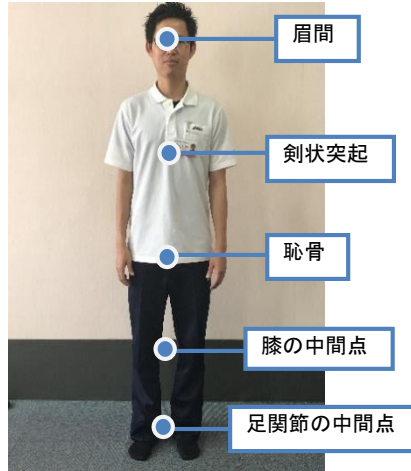 眉間
剣状突起
恥骨
膝の中間点
足関節の中間点